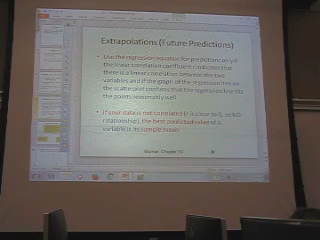 Extrapolations (Future Predictions)
Use the regression equation for predictions only if
the linear correlation coefficient r indicates that
there is a linear correlation between the two
variables and if the graph of the regression line on
the scatterplot confirms that the regression line fits
the points reasonably well
If your data is not correlated (r is close to 0, so NO
relationship), the best predicted value of a
variable is its sample mean
Chapter 10